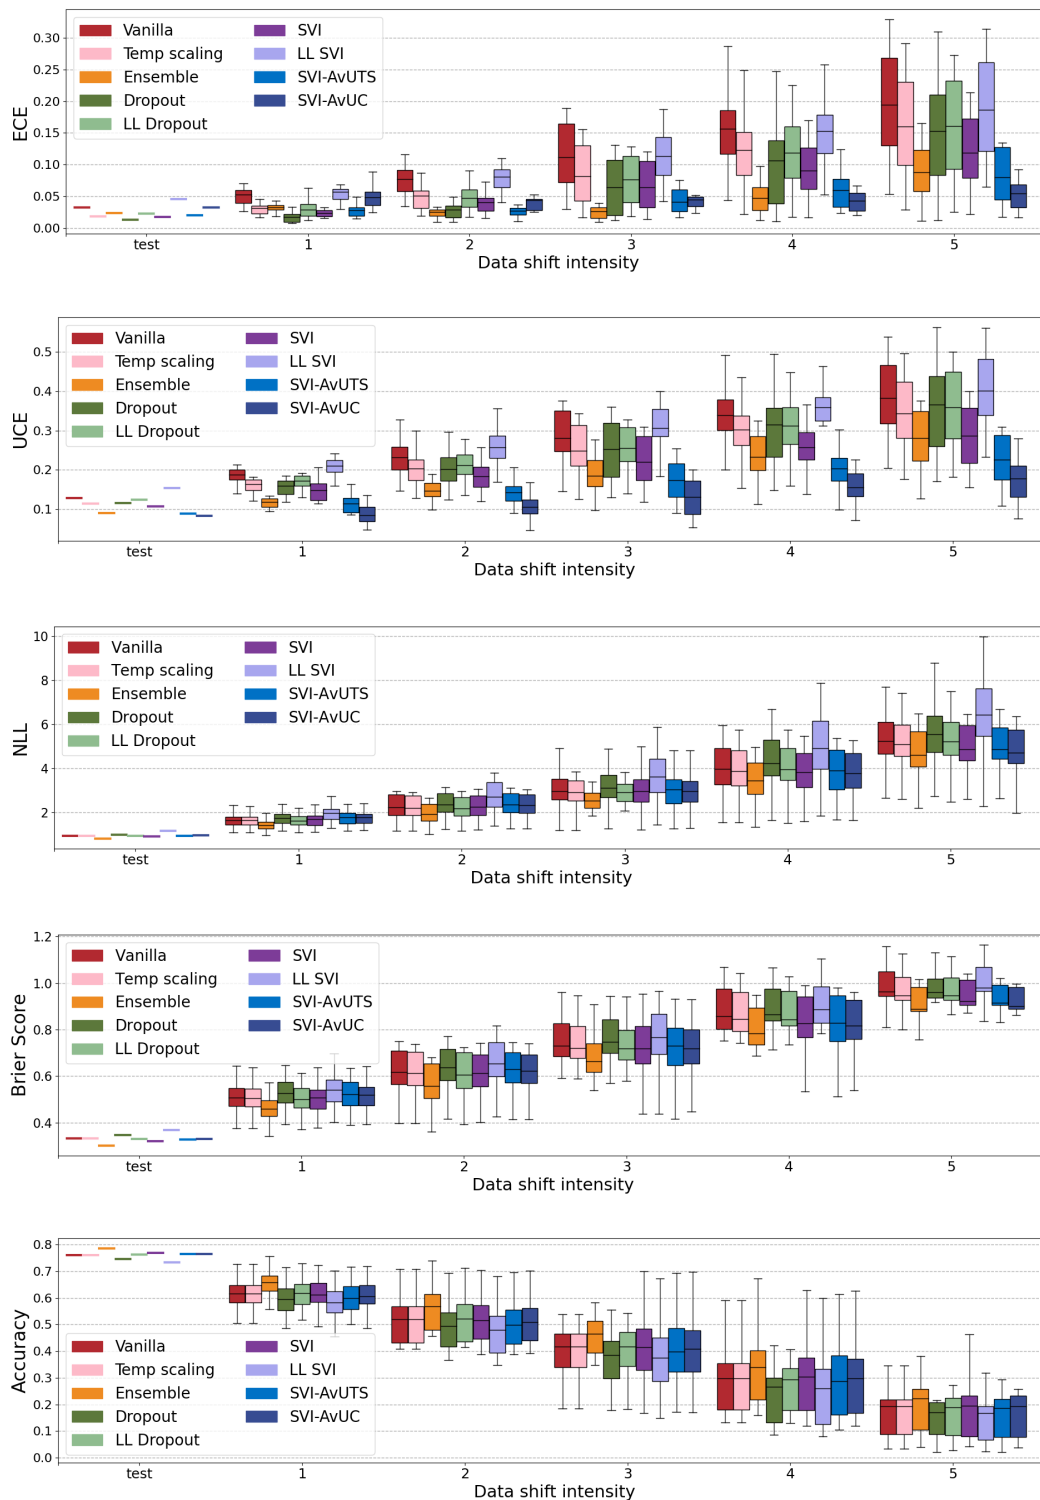 ECE
0.30
0.25
0.20
0.15
0.10
0.05
0.00
Vanilla
Temp scaling
Ensemble
Dropout
LL Dropout
SVI
LL SVI
SVI-AvUTS
SVI-AvUC
test 1 2 3 4 5
Data shift intensity
UCE
0.5
0.4
0.3
0.2
0.1
Vanilla
Temp scaling
Ensemble
Dropout
LL Dropout
SVI
LL SVI
SVI-AvUTS
SVI-AvUC
test 1 2 3 4 5
Data shift intensity
NLL
10
8
6
4
2
Vanilla
Temp scaling
Ensemble
Dropout
LL Dropout
SVI
LL SVI
SVI-AvUTS
SVI-AvUC
test 1 2 3 4 5
Data shift intensity
Brier Score
1.2
1.0
0.8
0.6
0.4
Vanilla
Temp scaling
Ensemble
Dropout
LL Dropout
SVI
LL SVI
SVI-AvUTS
SVI-AvUC
test 1 2 3 4 5
Data shift intensity
Accuracy
0.8
0.7
0.6
0.5
0.4
0.3
0.2
0.1
0.0
Vanilla
Temp scaling
Ensemble
Dropout
LL Dropout
SVI
LL SVI
SVI-AvUTS
SVI-AvUC
test 1 2 3 4 5
Data shift intensity